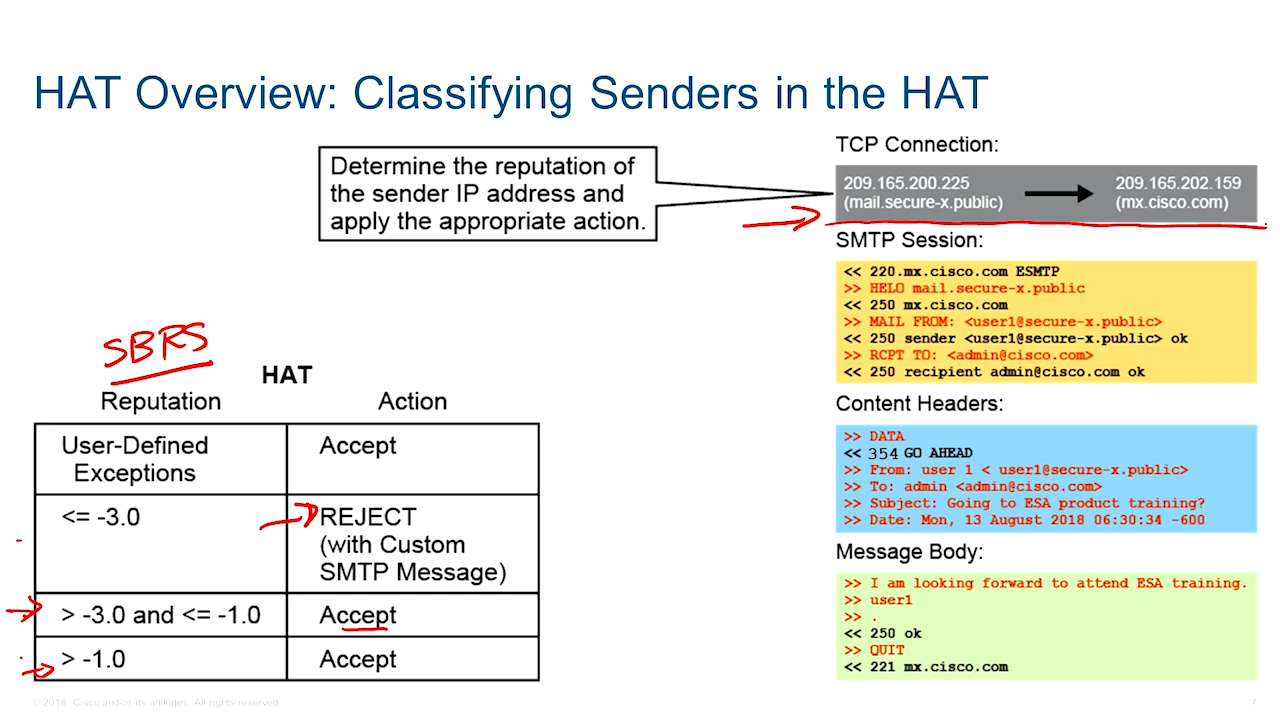 HAT Overview: Classifying Senders in the HAT
Determine the reputation of
the sender IP address and
apply the appropriate action.
TCP Connection:
209.165.200.225
(mail.secure-x.public)
209.165.202.159
(mx.cisco.com)
SMTP Session:
<< 220.mx.cisco.com ESMTP
>> HELO mail.secure-x.public
<< 250 mx.cisco.com
>> MAIL FROM: <user1@secure-x.public>
<< 250 sender <user1@secure-x.public> ok
>> RCPT TO: <admin@cisco.com>
<< 250 recipient admin@cisco.com ok
Content Headers:
>> DATA
<< 354 GO AHEAD
>> From: user 1 < user1@secure-x.public>
>> To: admin <admin@cisco.com>
>> Subject: Going to ESA product training?
>> Date: Mon, 13 August 2018 06:30:34 -600
Message Body:
>> I am looking forward to attend ESA training.
>> user1
>> .
<< 250 ok
>> QUIT
<< 221 mx.cisco.com
SBRS
HAT
Reputation Action
User-Defined
Exceptions
Accept
<= -3.0
REJECT
(with Custom
SMTP Message)
> -3.0 and <= -1.0
Accept
> -1.0
Accept
© 2018 Cisco and/or its affiliates. All rights reserved.
7